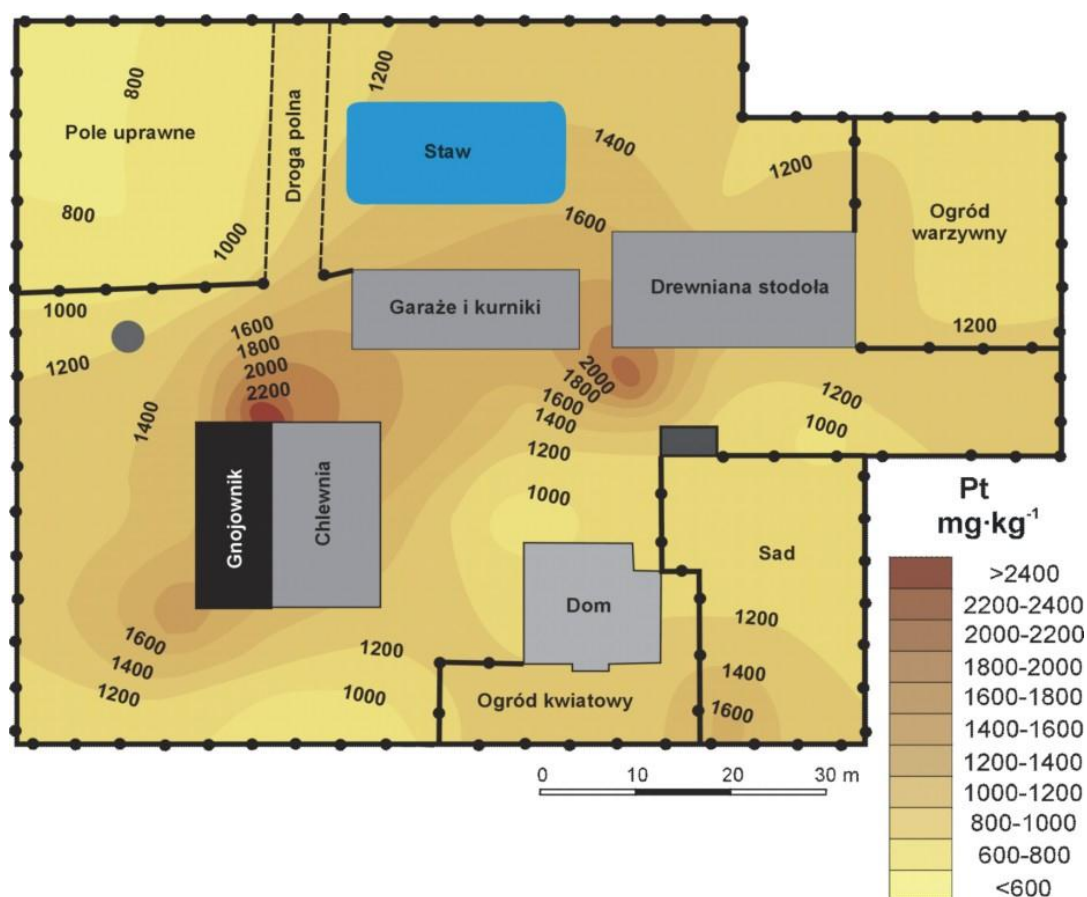 1200
800
Pole uprawne
Droga polna
Staw
1400
1200
Ogród
warzywny
800
1000
1600
Drewniana stodoła
Garaże i kurniki
1000
1200
1600
1800
2000
2200
1400
2000
1800
1600
1400
1200
1000
1200
1200
1000
Gnojownik
Chlewnia
Sad
Dom
1600
1400
1200
1200
1000
Ogród kwiatowy
1200
1400
1600
0 10 20 30 m
Pt
mg·kg⁻¹
>2400
2200-2400
2000-2200
1800-2000
1600-1800
1400-1600
1200-1400
1000-1200
800-1000
600-800
<600